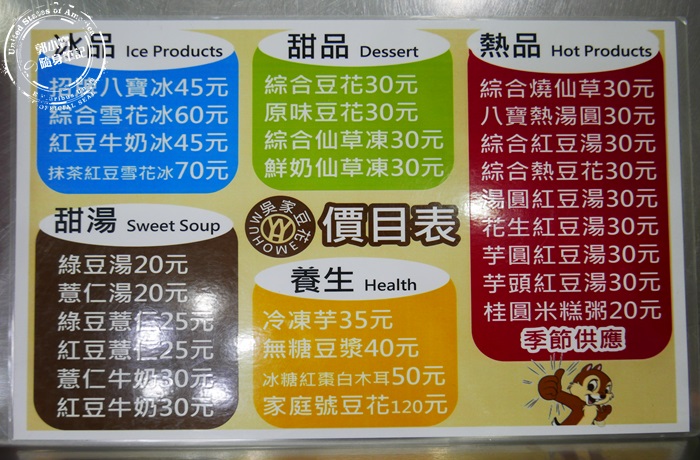 冰品 Ice Products
招牌八寶冰45元
綜合雪花冰60元
紅豆牛奶冰45元
抹茶紅豆雪花冰70元
甜品 Dessert
綜合豆花30元
原味豆花30元
綜合仙草凍30元
鮮奶仙草凍30元
熱品 Hot Products
綜合燒仙草30元
八寶熱湯圓30元
綜合紅豆湯30元
綜合熱豆花30元
湯圓紅豆湯30元
花生紅豆湯30元
芋圓紅豆湯30元
芋頭紅豆湯30元
桂圓米糕粥20元
季節供應
吳家豆花
WUHOME
價目表
甜湯 Sweet Soup
綠豆湯20元
薏仁湯20元
綠豆薏仁25元
紅豆薏仁25元
薏仁牛奶30元
紅豆牛奶30元
養生 Health
冷凍芋35元
無糖豆漿40元
冰糖紅棗白木耳50元
家庭號豆花120元
United States of America
隨身筆記